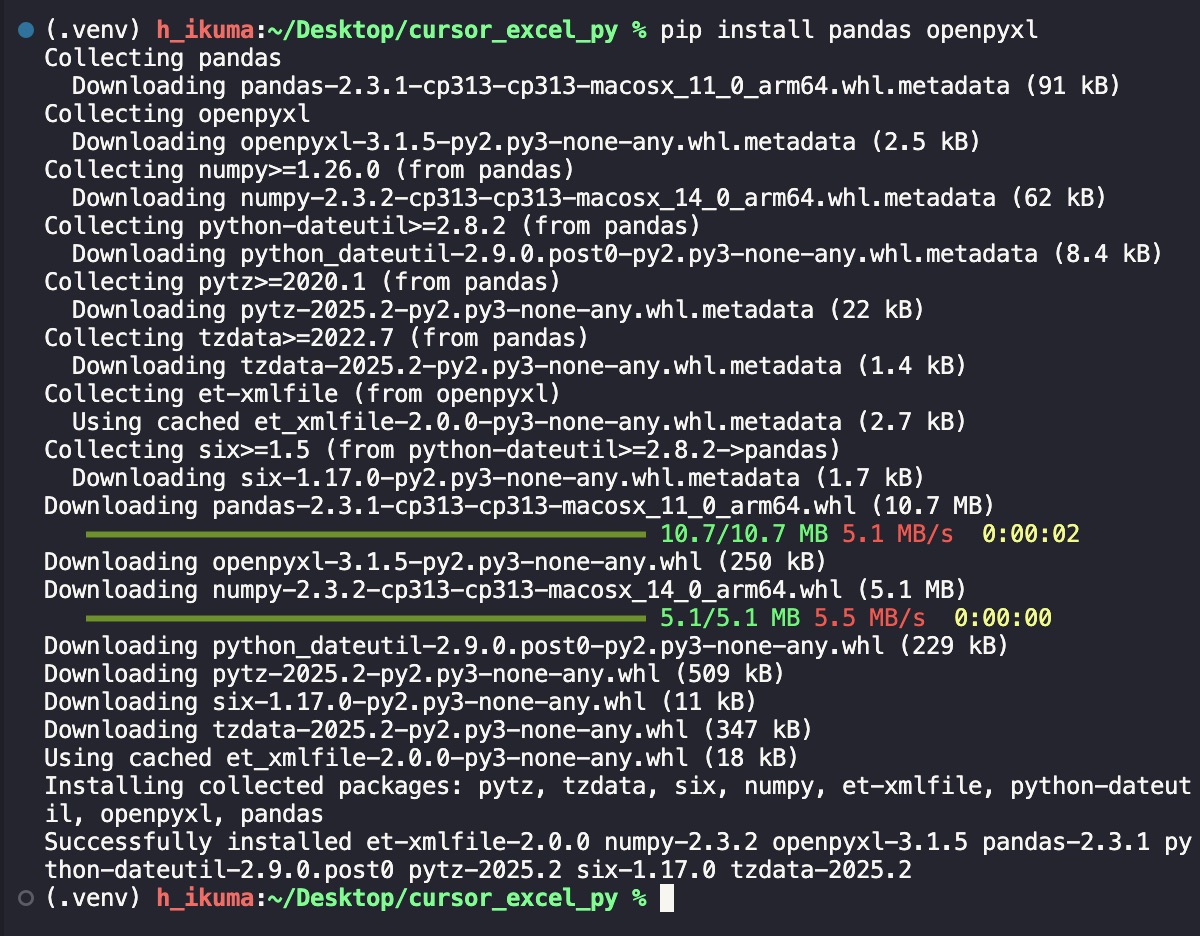 (.venv) h_ikuma:~/Desktop/cursor_excel_py % pip install pandas openpyxl
Collecting pandas
  Downloading pandas-2.3.1-cp313-cp313-macosx_11_0_arm64.whl.metadata (91 kB)
Collecting openpyxl
  Downloading openpyxl-3.1.5-py2.py3-none-any.whl.metadata (2.5 kB)
Collecting numpy>=1.26.0 (from pandas)
  Downloading numpy-2.3.2-cp313-cp313-macosx_14_0_arm64.whl.metadata (62 kB)
Collecting python-dateutil>=2.8.2 (from pandas)
  Downloading python_dateutil-2.9.0.post0-py2.py3-none-any.whl.metadata (8.4 kB)
Collecting pytz>=2020.1 (from pandas)
  Downloading pytz-2025.2-py2.py3-none-any.whl.metadata (22 kB)
Collecting tzdata>=2022.7 (from pandas)
  Downloading tzdata-2025.2-py2.py3-none-any.whl.metadata (1.4 kB)
Collecting et-xmlfile (from openpyxl)
  Using cached et_xmlfile-2.0.0-py3-none-any.whl.metadata (2.7 kB)
Collecting six>=1.5 (from python-dateutil>=2.8.2->pandas)
  Downloading six-1.17.0-py2.py3-none-any.whl.metadata (1.7 kB)
Downloading pandas-2.3.1-cp313-cp313-macosx_11_0_arm64.whl (10.7 MB)
10.7/10.7 MB 5.1 MB/s  0:00:02
Downloading openpyxl-3.1.5-py2.py3-none-any.whl (250 kB)
Downloading numpy-2.3.2-cp313-cp313-macosx_14_0_arm64.whl (5.1 MB)
5.1/5.1 MB 5.5 MB/s  0:00:00
Downloading python_dateutil-2.9.0.post0-py2.py3-none-any.whl (229 kB)
Downloading pytz-2025.2-py2.py3-none-any.whl (509 kB)
Downloading six-1.17.0-py2.py3-none-any.whl (11 kB)
Downloading tzdata-2025.2-py2.py3-none-any.whl (347 kB)
Using cached et_xmlfile-2.0.0-py3-none-any.whl (18 kB)
Installing collected packages: pytz, tzdata, six, numpy, et-xmlfile, python-dateut
il, openpyxl, pandas
Successfully installed et-xmlfile-2.0.0 numpy-2.3.2 openpyxl-3.1.5 pandas-2.3.1 py
thon-dateutil-2.9.0.post0 pytz-2025.2 six-1.17.0 tzdata-2025.2
(.venv) h_ikuma:~/Desktop/cursor_excel_py %